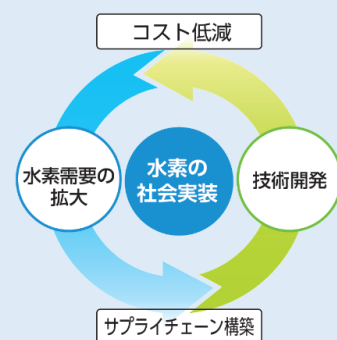 コスト低減
水素需要の
拡大
水素の
社会実装
技術開発
サプライチェーン構築